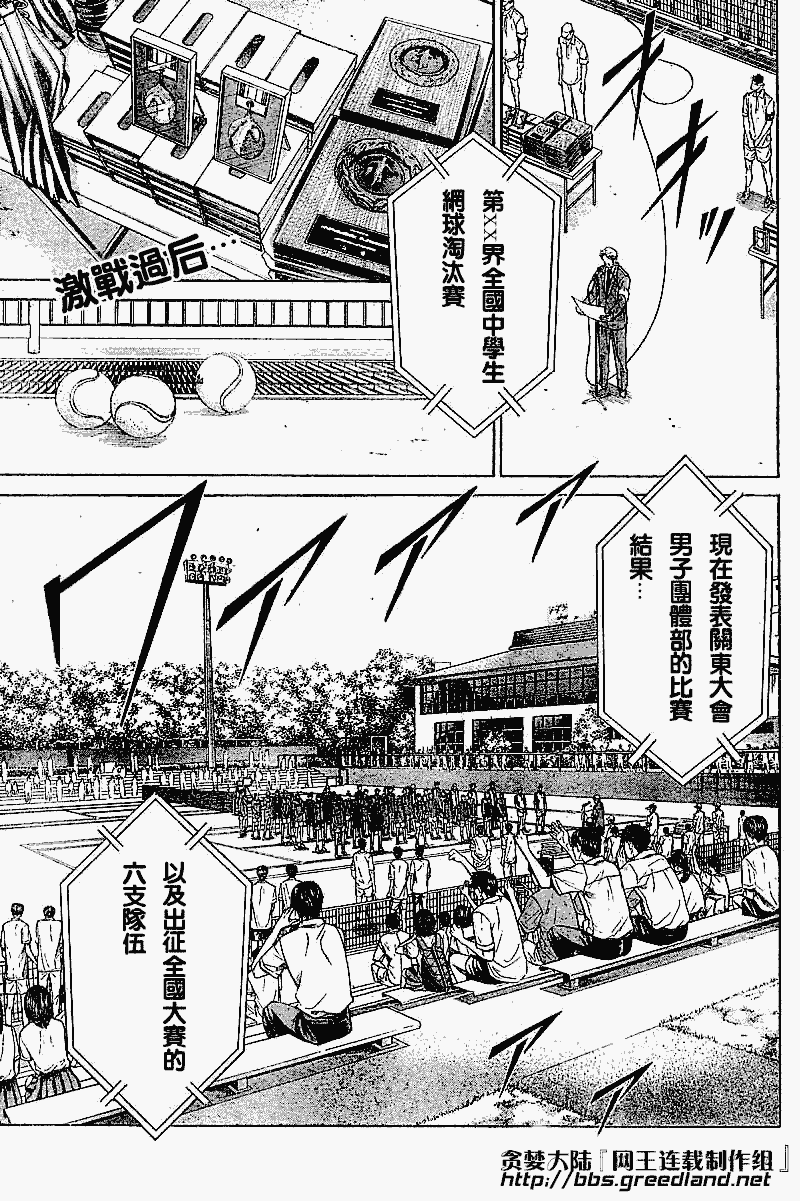 第××界全國中學生
網球淘汰賽
激戰過后…
現在發表關東大會
男子團體部的比賽
結果…
以及出征全國大賽的
六支隊伍
贪婪大陆『网王连载制作组』
http://bbs.greedland.net